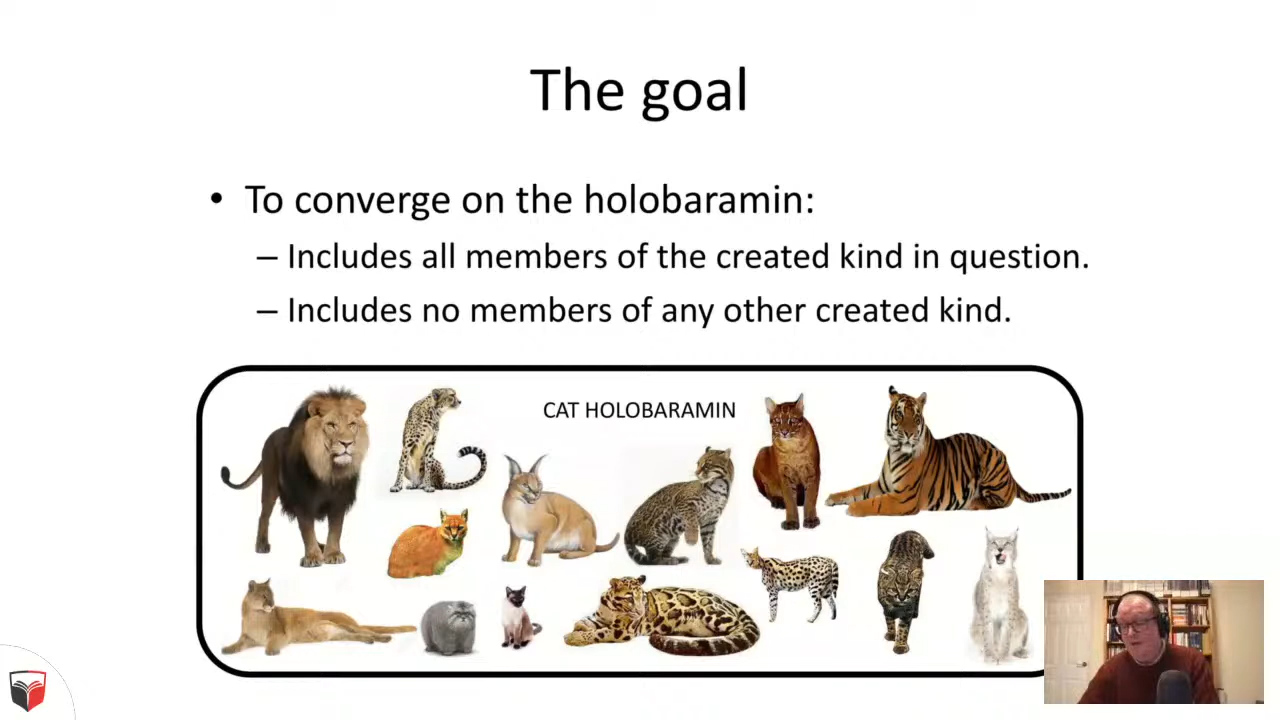 The goal
• To converge on the holobaramin:
– Includes all members of the created kind in question.
– Includes no members of any other created kind.
CAT HOLOBARAMIN